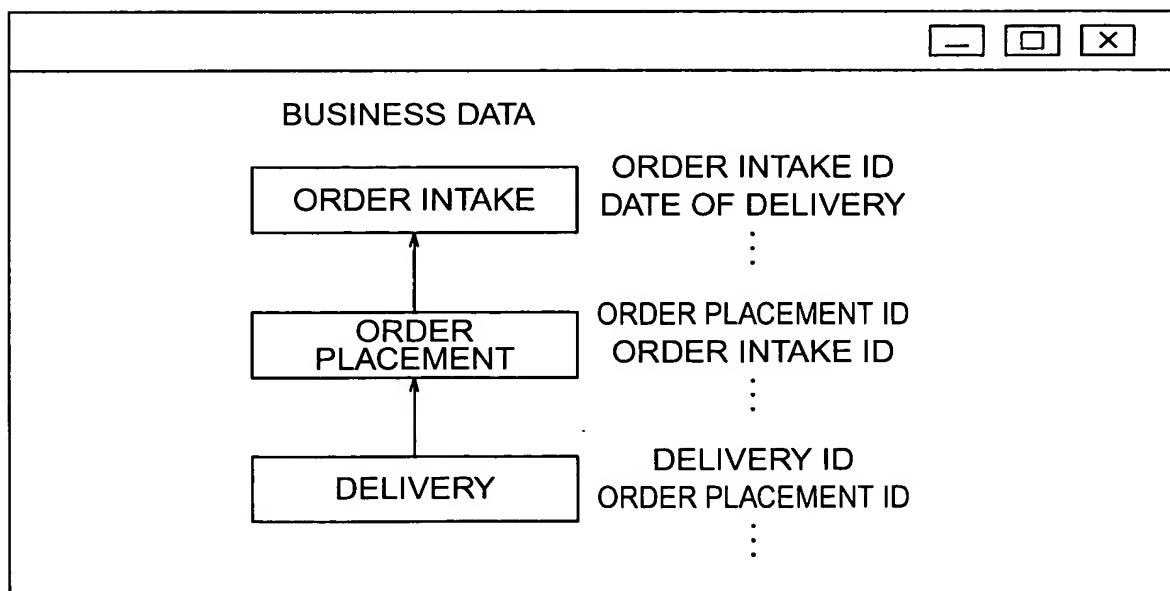 BUSINESS DATA
ORDER INTAKE
ORDER INTAKE ID
DATE OF DELIVERY
ORDER
PLACEMENT
ORDER PLACEMENT ID
ORDER INTAKE ID
DELIVERY
DELIVERY ID
ORDER PLACEMENT ID